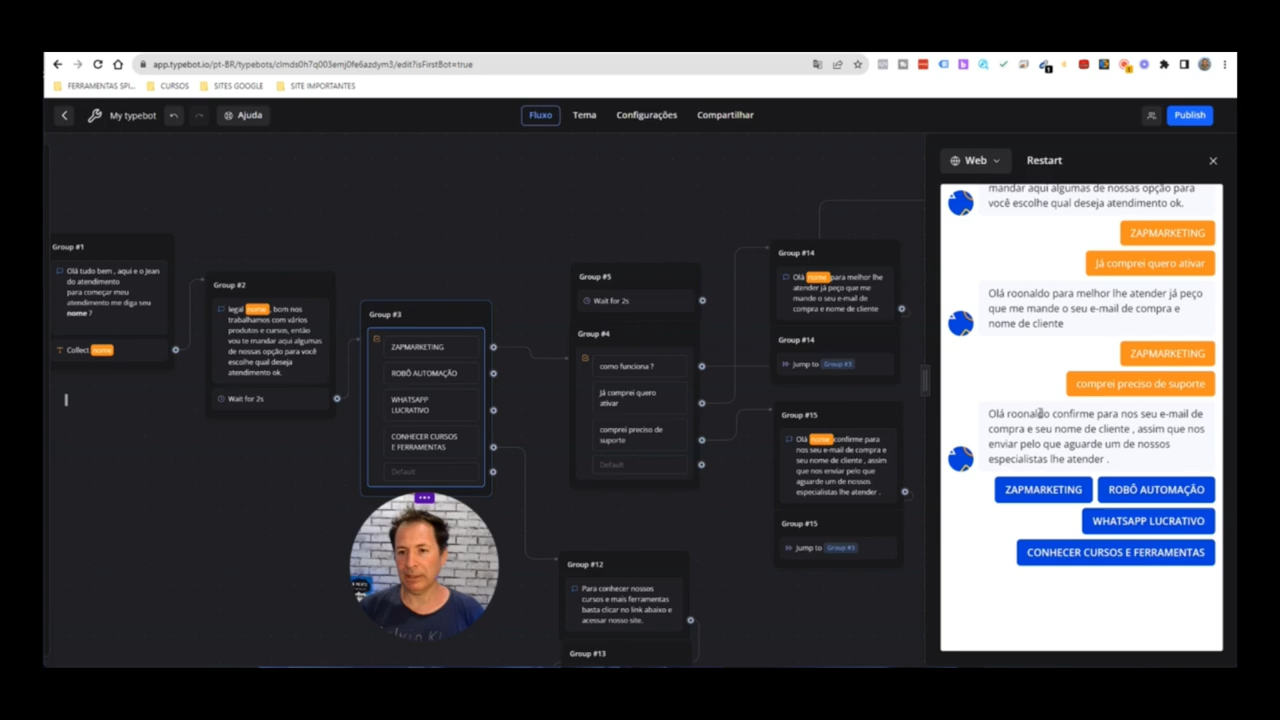 app.typebot.io/pt-BR/typebots/clmds0h7q003emj0fe6azdym3/edit?isFirstBot=true
FERRAMENTAS SPI...
CURSOS
SITES GOOGLE
SITE IMPORTANTES
My typebot
Ajuda
Fluxo
Tema
Configurações
Compartilhar
Publish
Web
Restart
Group #1
Olá tudo bem , aqui e o Jean
do atendimento
para começar meu
atendimento me diga seu
nome ?
Collect nome
Group #2
legal nome , bom nos
trabalhamos com vários
produtos e cursos, então
vou te mandar aqui algumas
de nossas opção para você
escolhe qual deseja
atendimento ok.
Wait for 2s
Group #3
ZAPMARKETING
ROBÔ AUTOMAÇÃO
WHATSAPP
LUCRATIVO
CONHECER CURSOS
E FERRAMENTAS
Default
Group #5
Wait for 2s
Group #4
como funciona ?
Já comprei quero
ativar
comprei preciso de
suporte
Default
Group #12
Para conhecer nossos
cursos e mais ferramentas
basta clicar no link abaixo e
acessar nosso site.
Group #13
Group #14
Olá nome para melhor lhe
atender já peço que me
mande o seu e-mail de
compra e nome de cliente
Group #14
Jump to Group #3
Group #15
Olá nome confirme para
nos seu e-mail de compra e
seu nome de cliente , assim
que nos enviar pelo que
aguarde um de nossos
especialistas lhe atender .
Group #15
Jump to Group #3
mandar aqui algumas de nossas opção para
você escolhe qual deseja atendimento ok.
ZAPMARKETING
Já comprei quero ativar
Olá roonaldo para melhor lhe atender já peço
que me mande o seu e-mail de compra e
nome de cliente
ZAPMARKETING
comprei preciso de suporte
Olá roonaldo confirme para nos seu e-mail de
compra e seu nome de cliente , assim que nos
enviar pelo que aguarde um de nossos
especialistas lhe atender .
ZAPMARKETING
ROBÔ AUTOMAÇÃO
WHATSAPP LUCRATIVO
CONHECER CURSOS E FERRAMENTAS